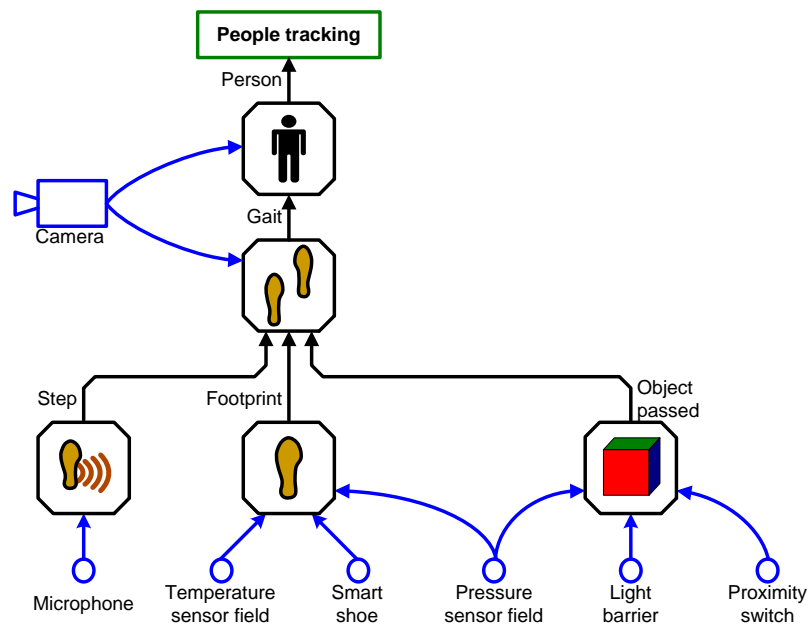 People tracking
Person
Camera
Gait
Step
Footprint
Object
passed
Microphone
Temperature
sensor field
Smart
shoe
Pressure
sensor field
Light
barrier
Proximity
switch